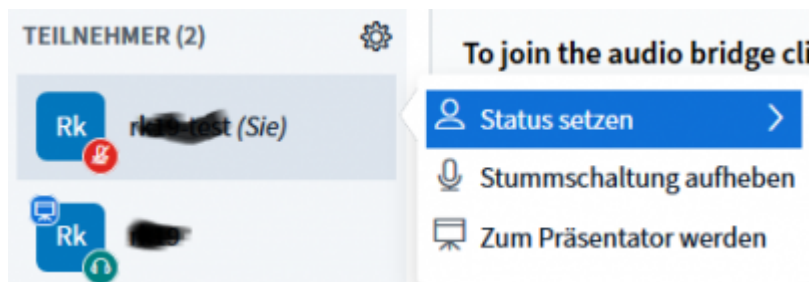 TEILNEHMER (2)
To join the audio bridge cli
Rk
(Sie)
Status setzen
Stummschaltung aufheben
Rk
Zum Präsentator werden